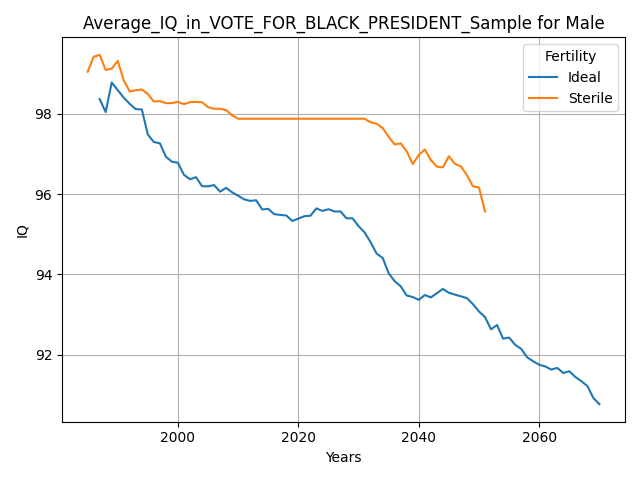 Average_IQ_in_VOTE_FOR_BLACK_PRESIDENT_Sample for Male
Fertility
Ideal
Sterile
98
96
94
92
IQ
2000 2020 2040 2060
Years